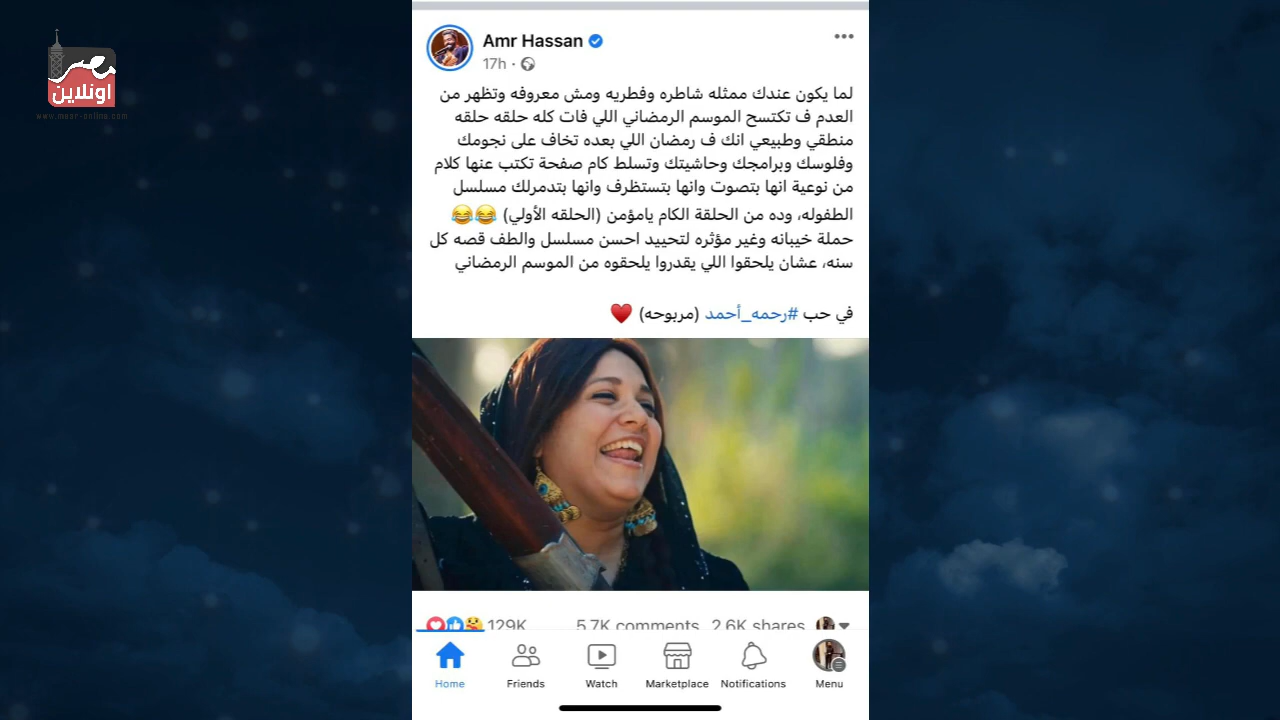 مصر
اونلاين
www.masr-online.com
Amr Hassan
17h ·
لما يكون عندك ممثله شاطره وفطريه ومش معروفه وتظهر من
العدم ف تكتسح الموسم الرمضاني اللي فات كله حلقه حلقه
منطقي وطبيعي انك ف رمضان اللي بعده تخاف على نجومك
وفلوسك وبرامجك وحاشيتك وتسلط كام صفحة تكتب عنها كلام
من نوعية انها بتصوت وانها بتستظرف وانها بتدمرلك مسلسل
الطفوله، وده من الحلقة الكام يامؤمن (الحلقه الأولي) 😂😂
حملة خيبانه وغير مؤثره لتحييد احسن مسلسل والطف قصه كل
سنه، عشان يلحقوا اللي يقدروا يلحقوه من الموسم الرمضاني
في حب #رحمه_أحمد (مربوحه) ♥️
129K 5.7K comments 2.6K shares
Home Friends Watch Marketplace Notifications Menu